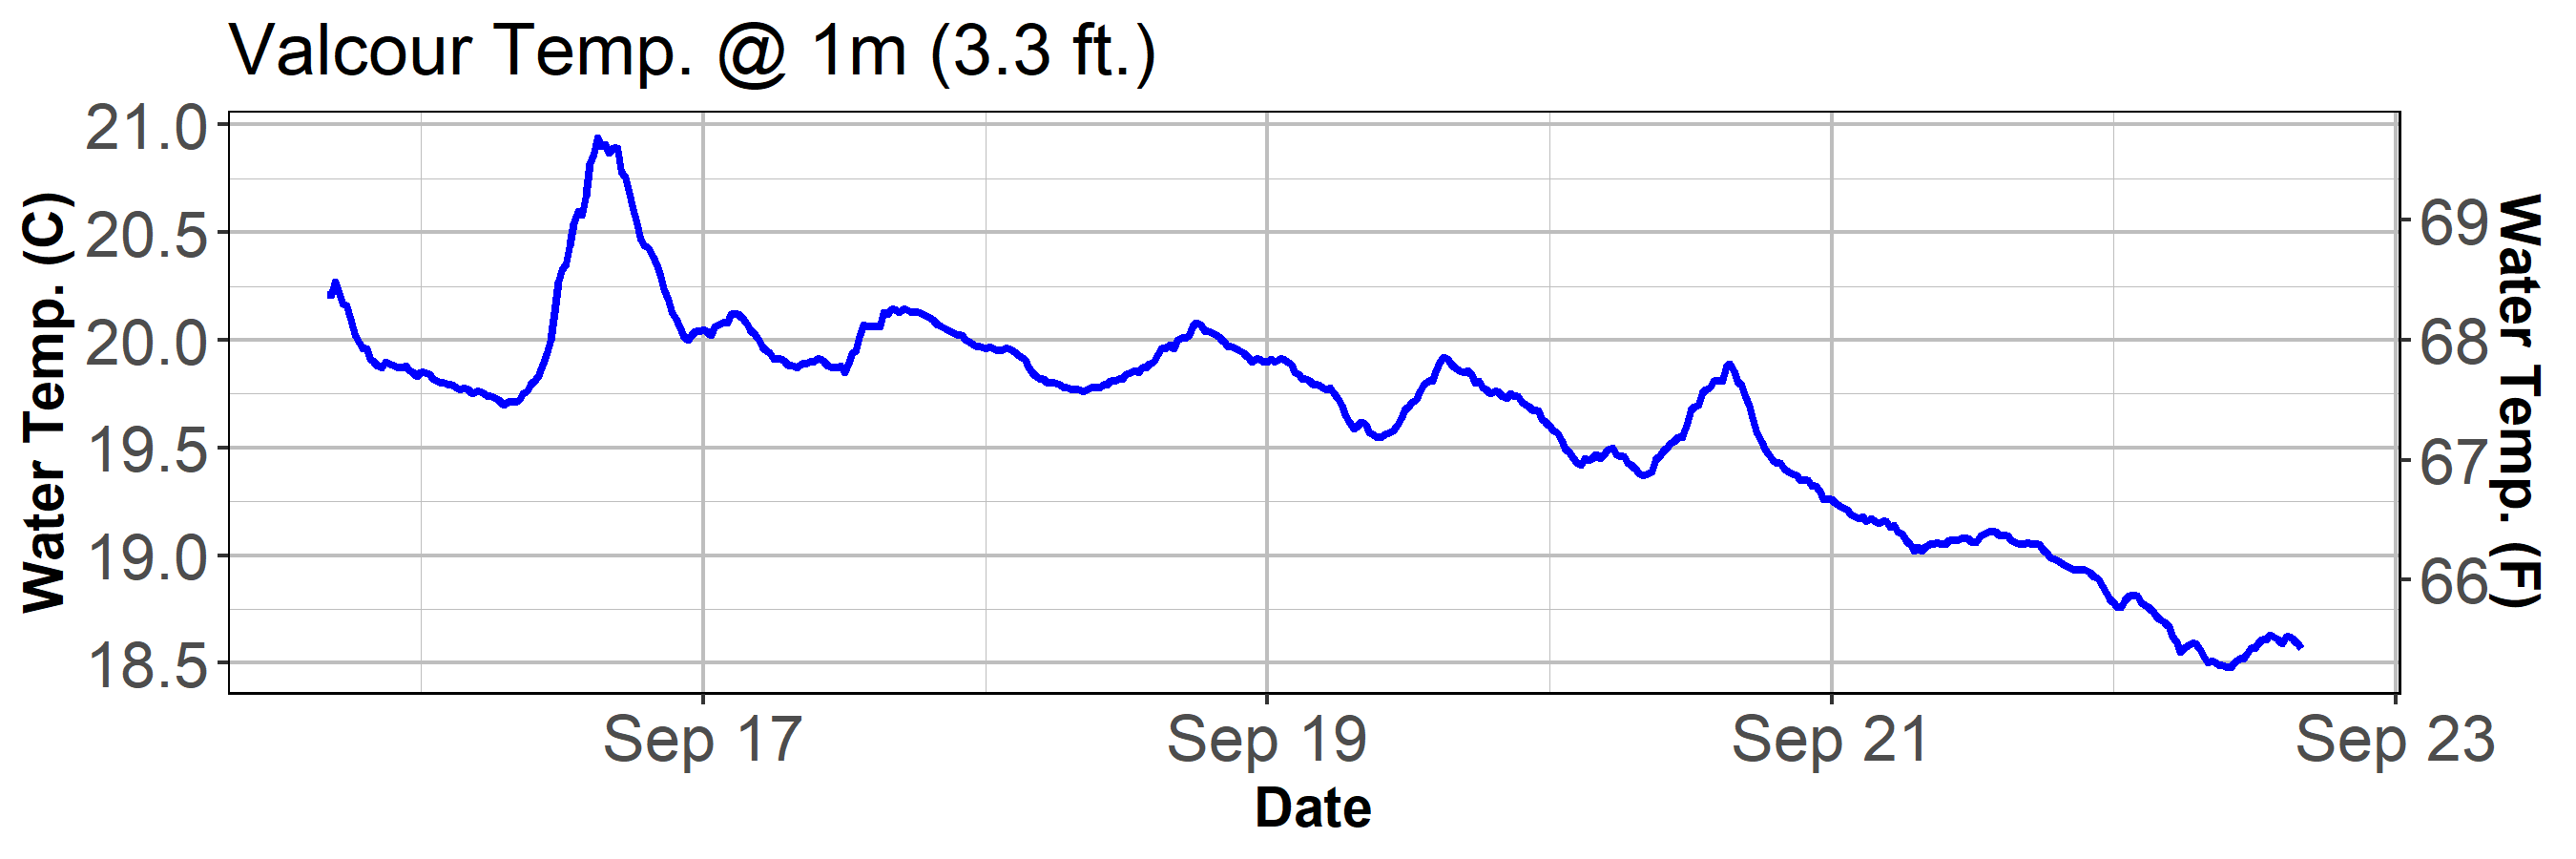 Valcour Temp. @ 1m (3.3 ft.)
Water Temp. (C)
21.0
20.5
20.0
19.5
19.0
18.5
69
68
67
66
Water Temp. (F)
Sep 17
Sep 19
Sep 21
Sep 23
Date